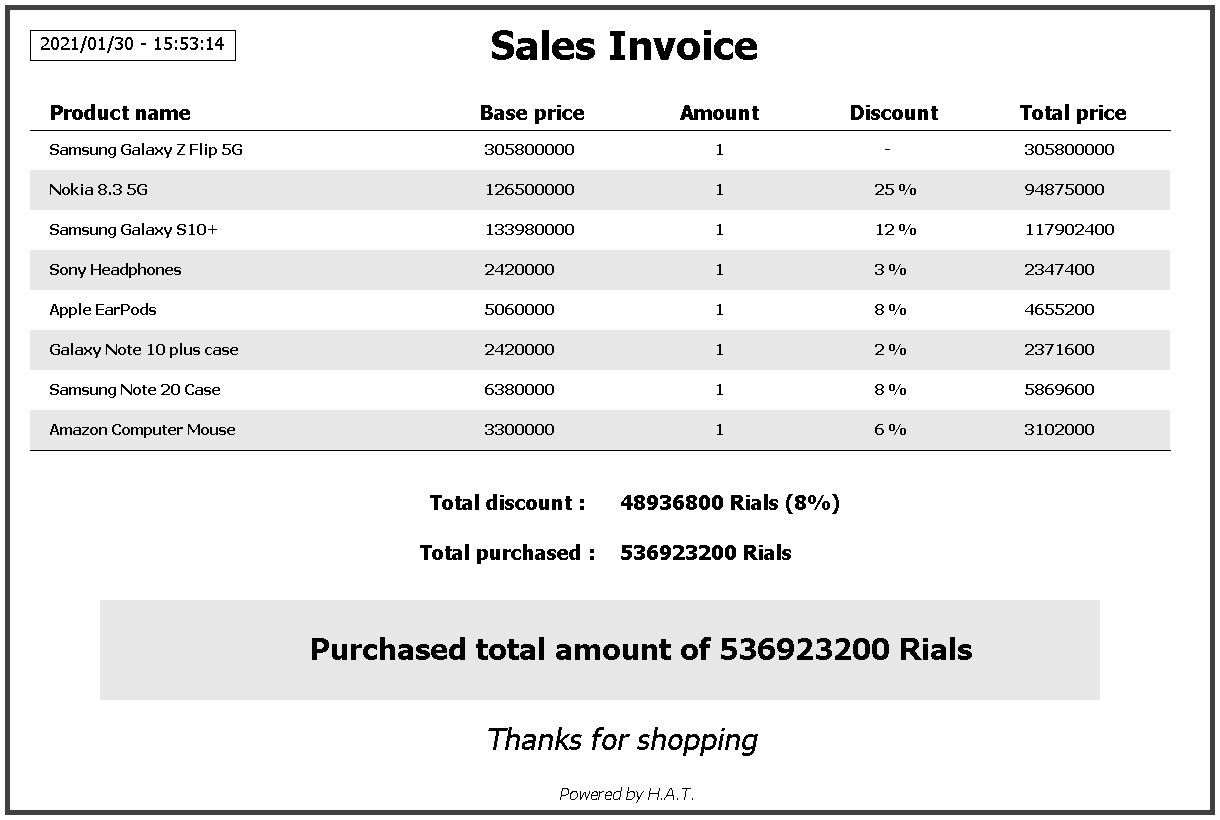 2021/01/30 - 15:53:14
Sales Invoice
Product name Base price Amount Discount Total price
Samsung Galaxy Z Flip 5G 305800000 1 - 305800000
Nokia 8.3 5G 126500000 1 25 % 94875000
Samsung Galaxy S10+ 133980000 1 12 % 117902400
Sony Headphones 2420000 1 3 % 2347400
Apple EarPods 5060000 1 8 % 4655200
Galaxy Note 10 plus case 2420000 1 2 % 2371600
Samsung Note 20 Case 6380000 1 8 % 5869600
Amazon Computer Mouse 3300000 1 6 % 3102000
Total discount : 48936800 Rials (8%)
Total purchased : 536923200 Rials
Purchased total amount of 536923200 Rials
Thanks for shopping
Powered by H.A.T.